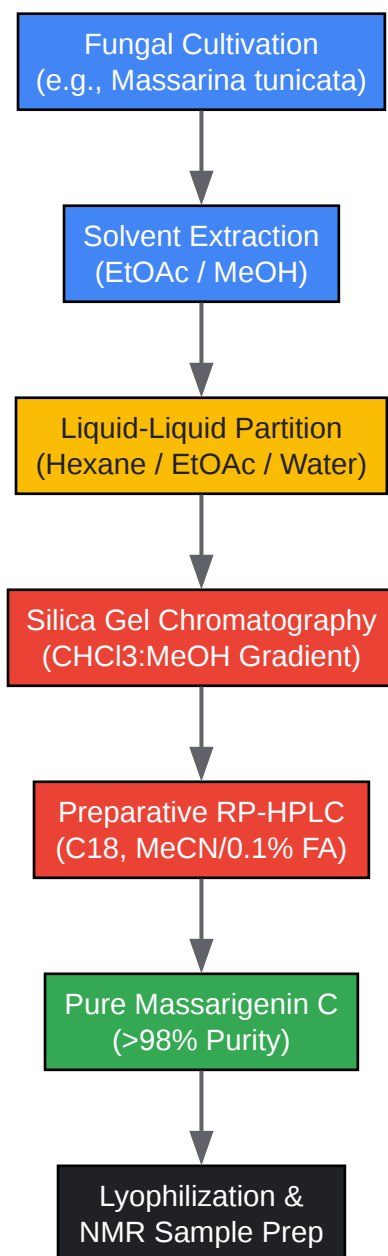 Fungal Cultivation
(e.g., Massarina tunicata)
Solvent Extraction
(EtOAc / MeOH)
Liquid-Liquid Partition
(Hexane / EtOAc / Water)
Silica Gel Chromatography
(CHCl3:MeOH Gradient)
Preparative RP-HPLC
(C18, MeCN/0.1% FA)
Pure Massarigenin C
(>98% Purity)
Lyophilization &
NMR Sample Prep